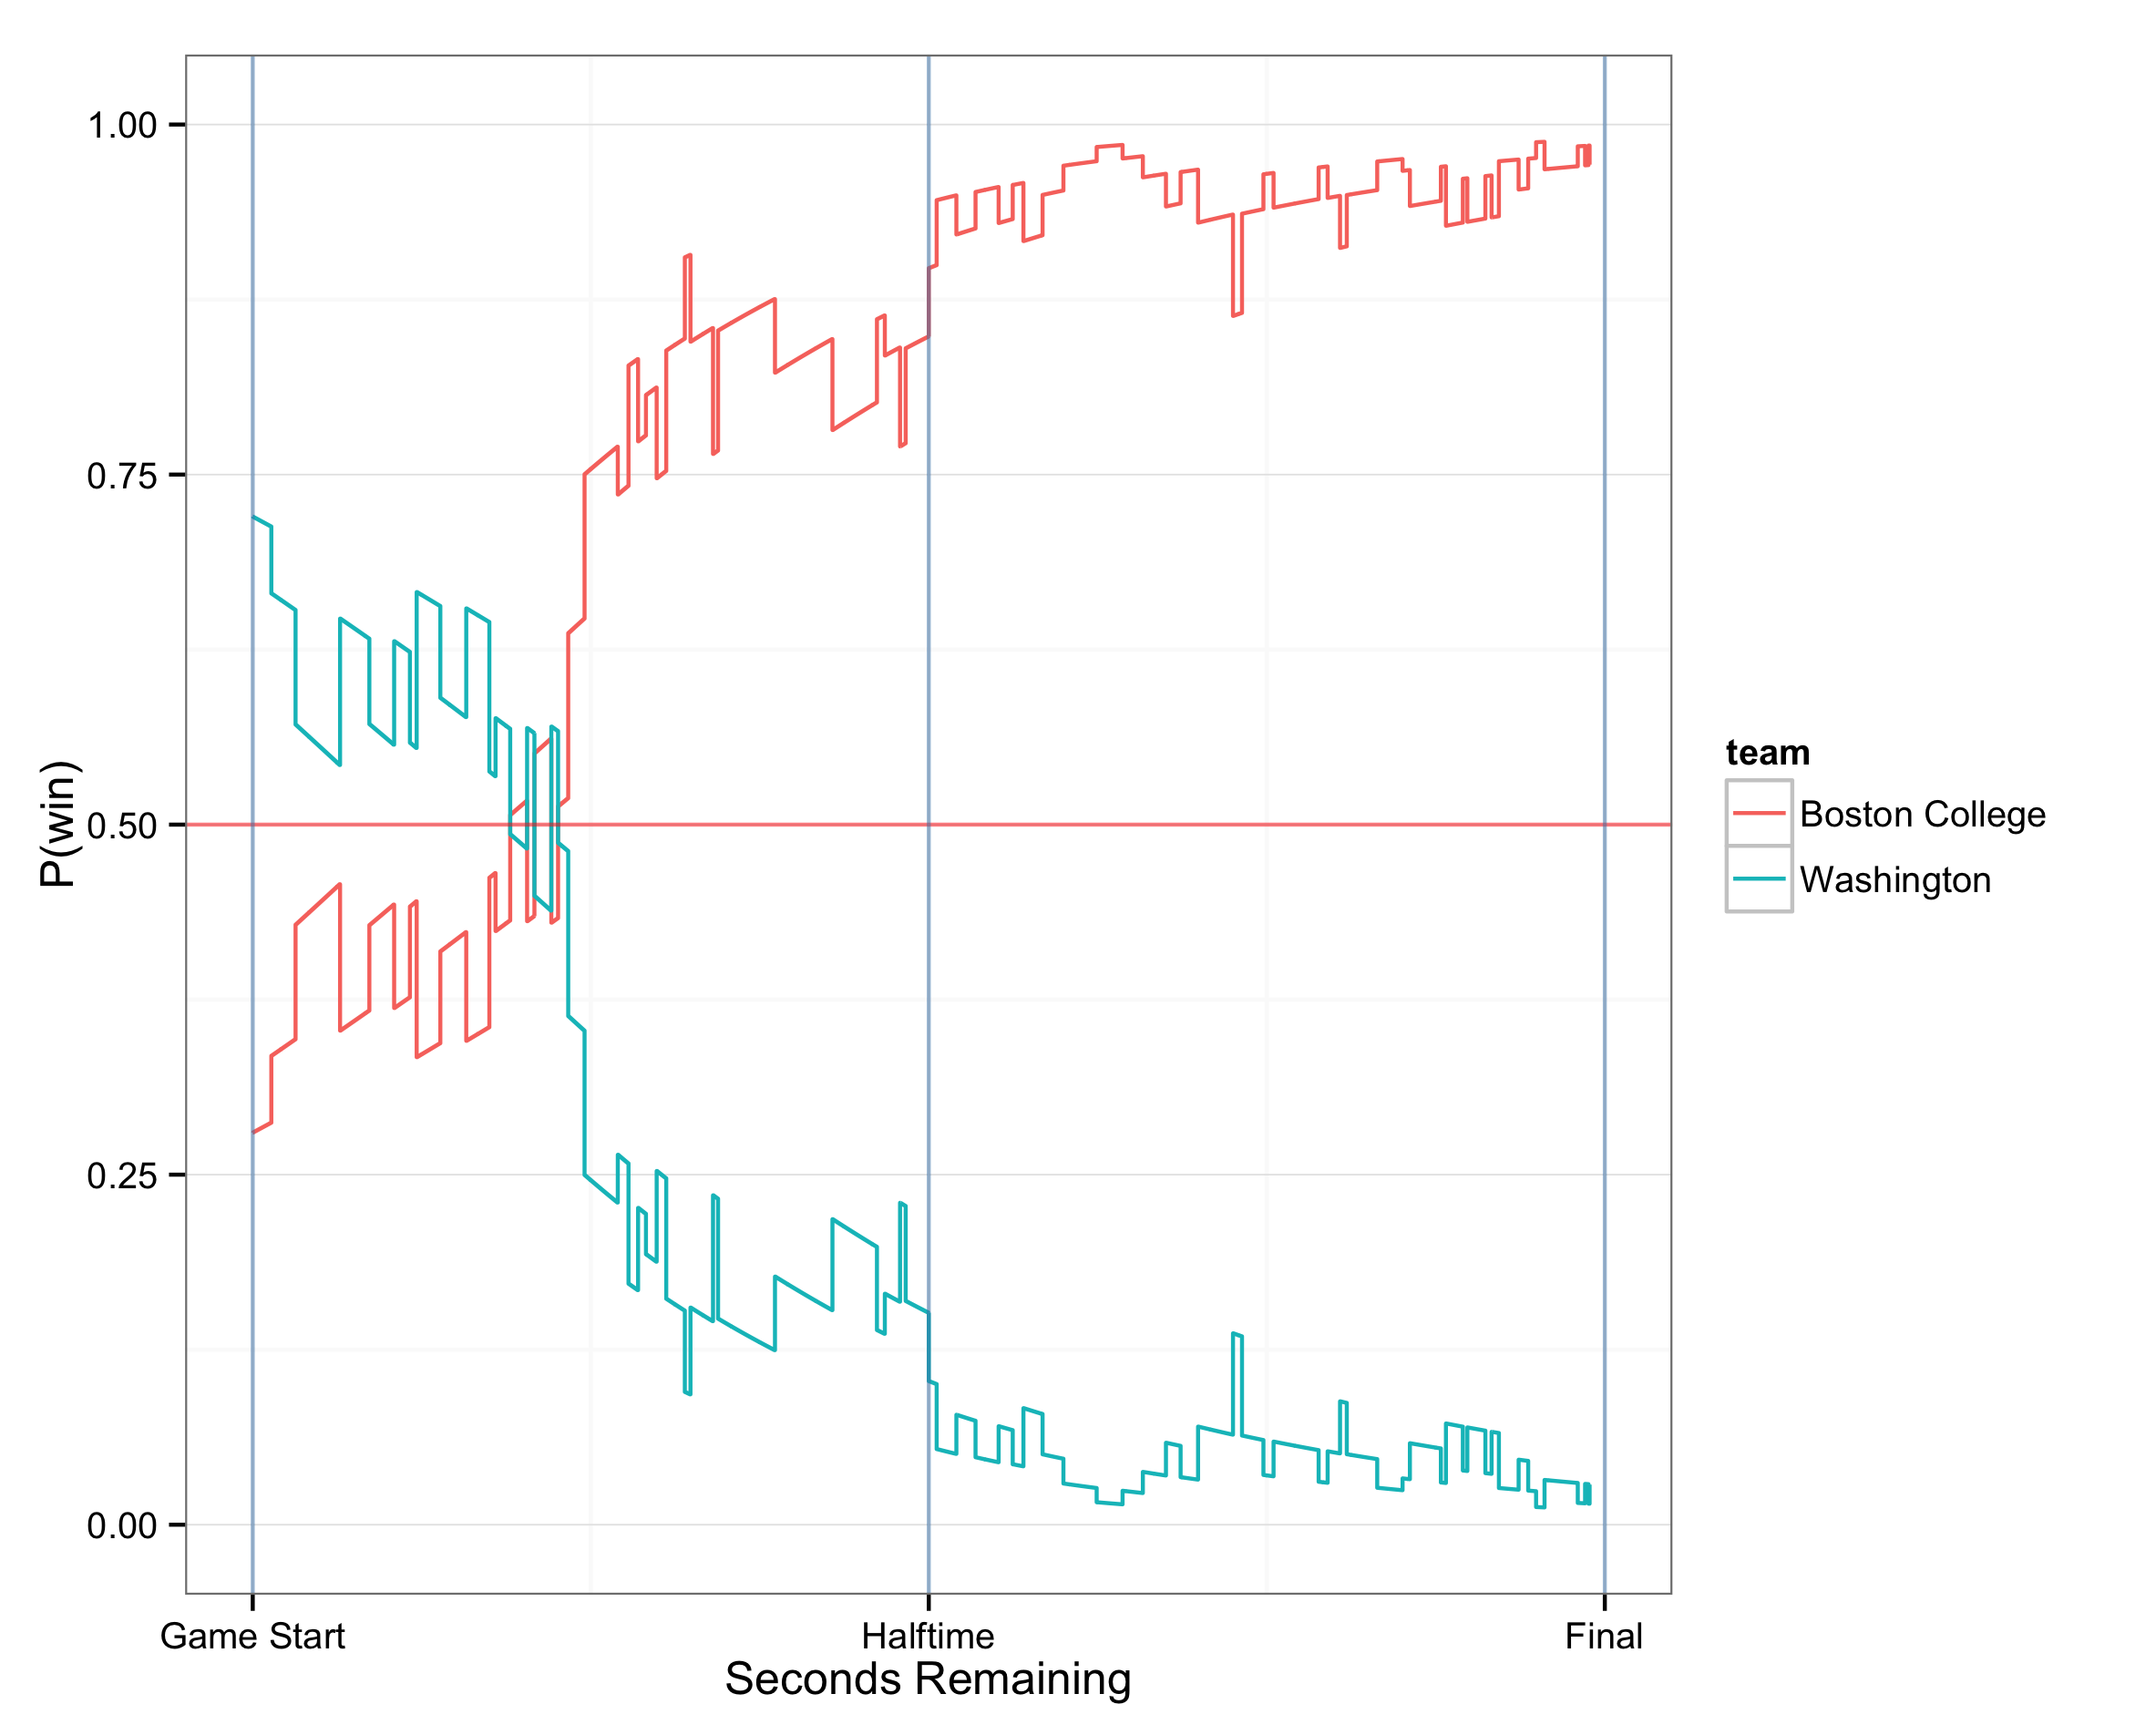 1.00
0.75
0.50
0.25
0.00
P(win)
Game Start
Halftime
Final
Seconds Remaining
team
Boston College
Washington